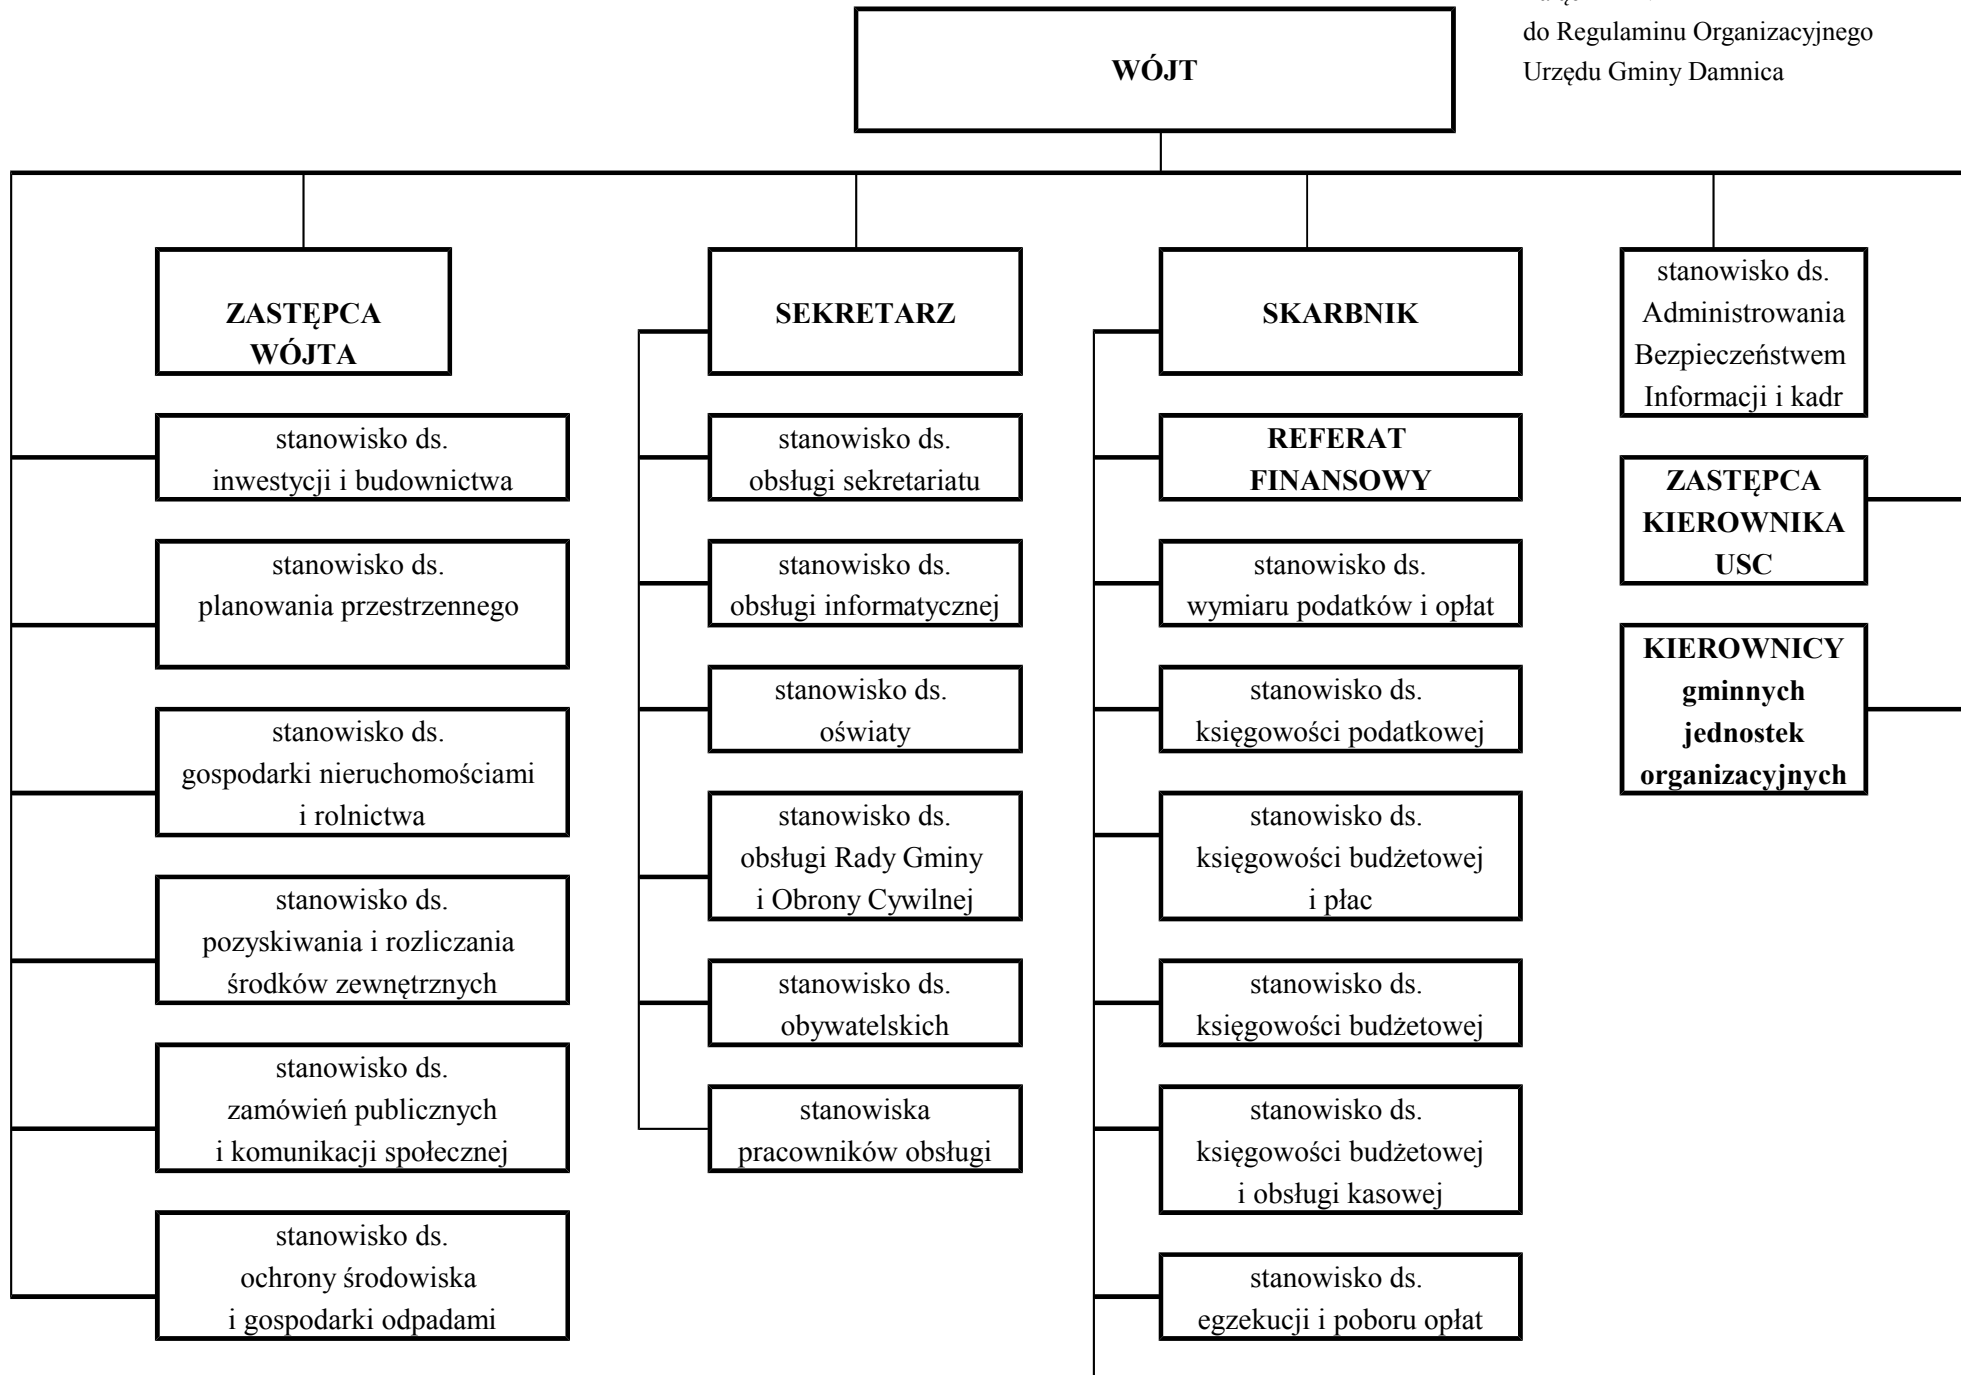 do Regulaminu Organizacyjnego
Urzędu Gminy Damnica
WÓJT
ZASTĘPCA
WÓJTA
stanowisko ds.
inwestycji i budownictwa
stanowisko ds.
planowania przestrzennego
stanowisko ds.
gospodarki nieruchomościami
i rolnictwa
stanowisko ds.
pozyskiwania i rozliczania
środków zewnętrznych
stanowisko ds.
zamówień publicznych
i komunikacji społecznej
stanowisko ds.
ochrony środowiska
i gospodarki odpadami
SEKRETARZ
stanowisko ds.
obsługi sekretariatu
stanowisko ds.
obsługi informatycznej
stanowisko ds.
oświaty
stanowisko ds.
obsługi Rady Gminy
i Obrony Cywilnej
stanowisko ds.
obywatelskich
stanowiska
pracowników obsługi
SKARBNIK
REFERAT
FINANSOWY
stanowisko ds.
wymiaru podatków i opłat
stanowisko ds.
księgowości podatkowej
stanowisko ds.
księgowości budżetowej
i płac
stanowisko ds.
księgowości budżetowej
stanowisko ds.
księgowości budżetowej
i obsługi kasowej
stanowisko ds.
egzekucji i poboru opłat
stanowisko ds.
Administrowania
Bezpieczeństwem
Informacji i kadr
ZASTĘPCA
KIEROWNIKA
USC
KIEROWNICY
gminnych
jednostek
organizacyjnych